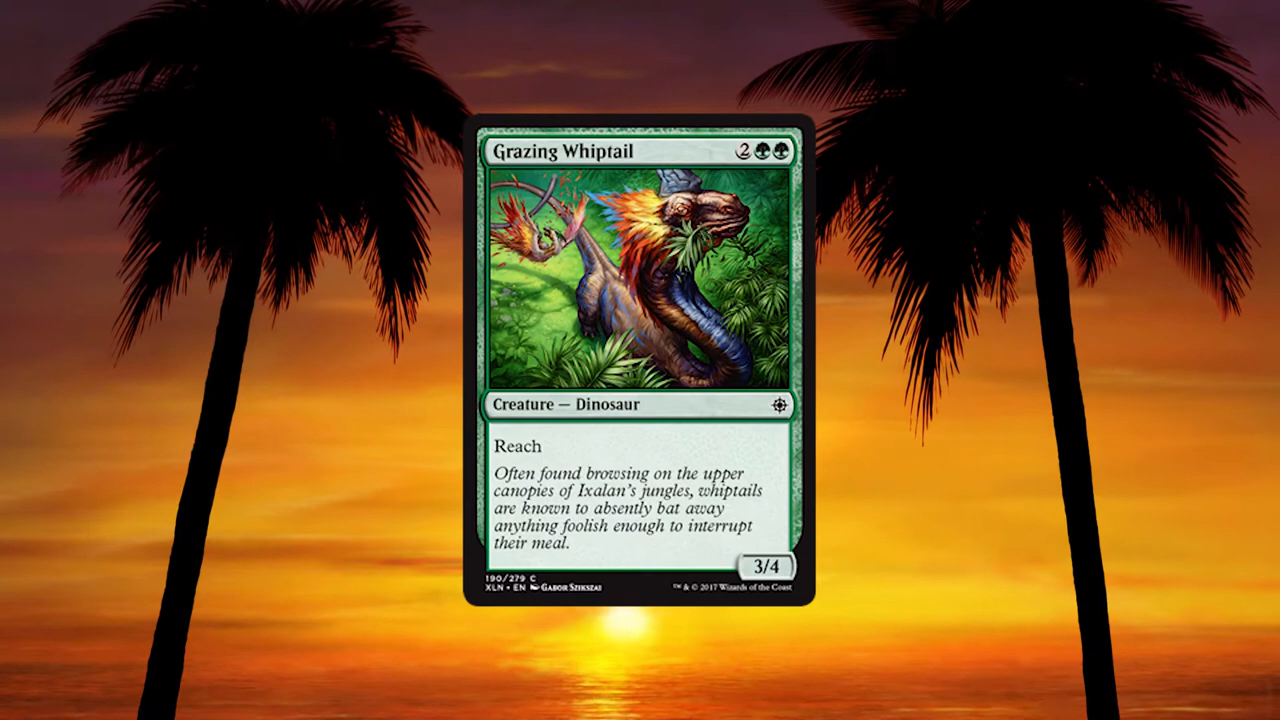 Grazing Whiptail 2
Creature — Dinosaur
Reach
Often found browsing on the upper
canopies of Ixalan's jungles, whiptails
are known to absently bat away
anything foolish enough to interrupt
their meal.
3/4
190/279 C
XLN • EN Gabor Szikszai
™ & © 2017 Wizards of the Coast